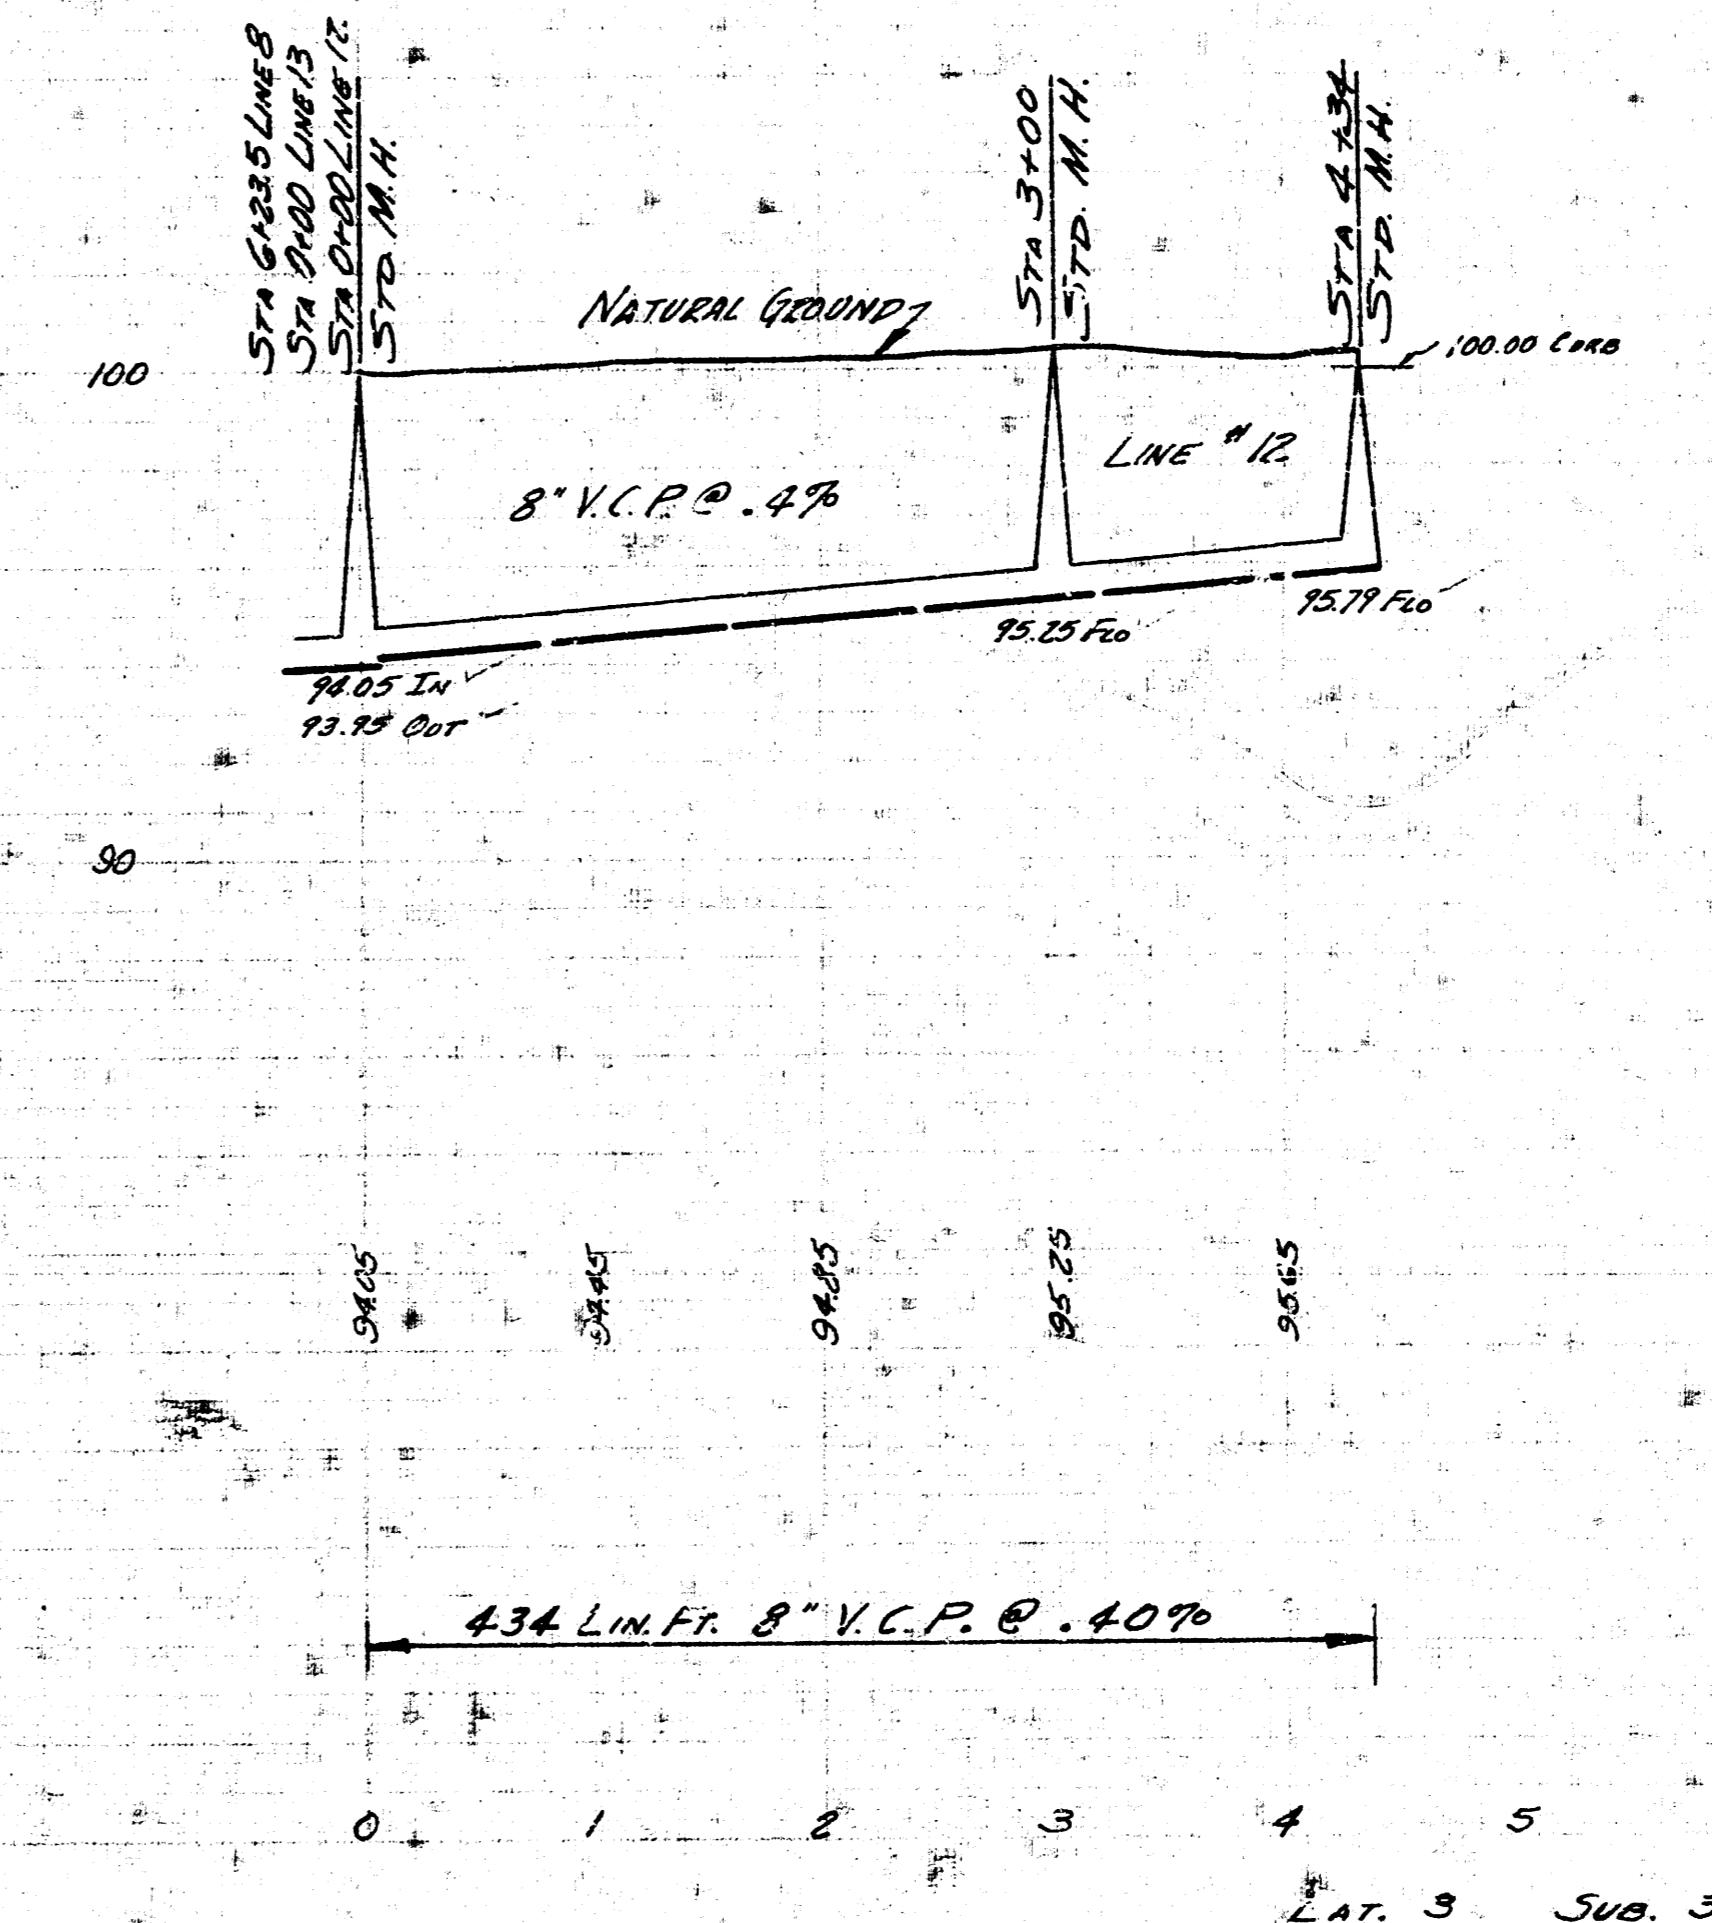 STA 6+23.5 LINE 8
STA 0+00 LINE 13
STA 0+00 LINE 12
STD. M.H.
STA 3+00
STD. M.H.
STA 4+34
STD. M.H.
NATURAL GROUND
100
100.00 CURB
LINE #12
8" V.C.P. @ .4%
95.79 FLO
95.25 FLO
94.05 IN
93.95 OUT
90
94.05
94.45
94.85
95.25
95.65
434 LIN. FT. 8" V.C.P. @ .40%
0 1 2 3 4 5
LAT. 3 SUB. 3